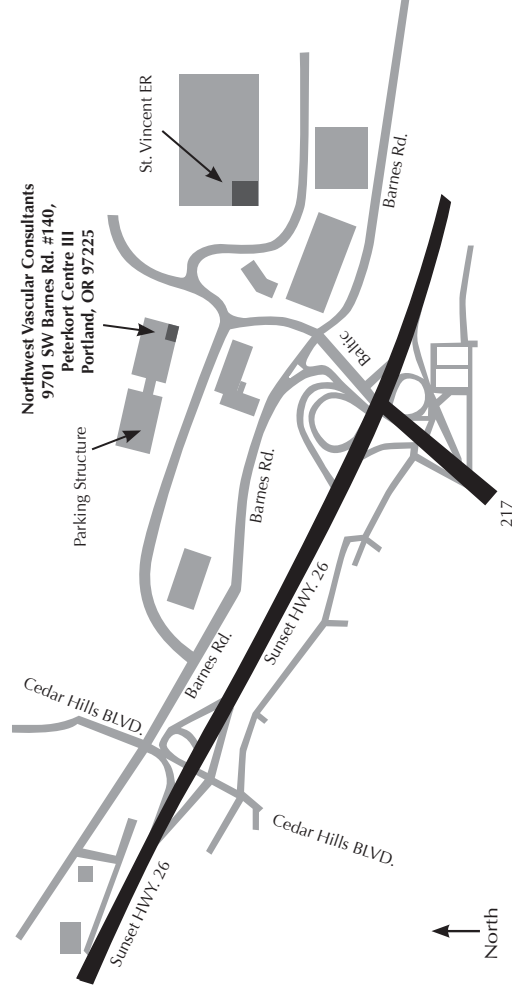 Northwest Vascular Consultants
9701 SW Barnes Rd. #140,
Peterkort Centre III
Portland, OR 97225
St. Vincent ER
Parking Structure
Barnes Rd.
Baltic
Barnes Rd.
217
Sunset HWY. 26
Barnes Rd.
Cedar Hills BLVD.
Cedar Hills BLVD.
Sunset HWY. 26
North